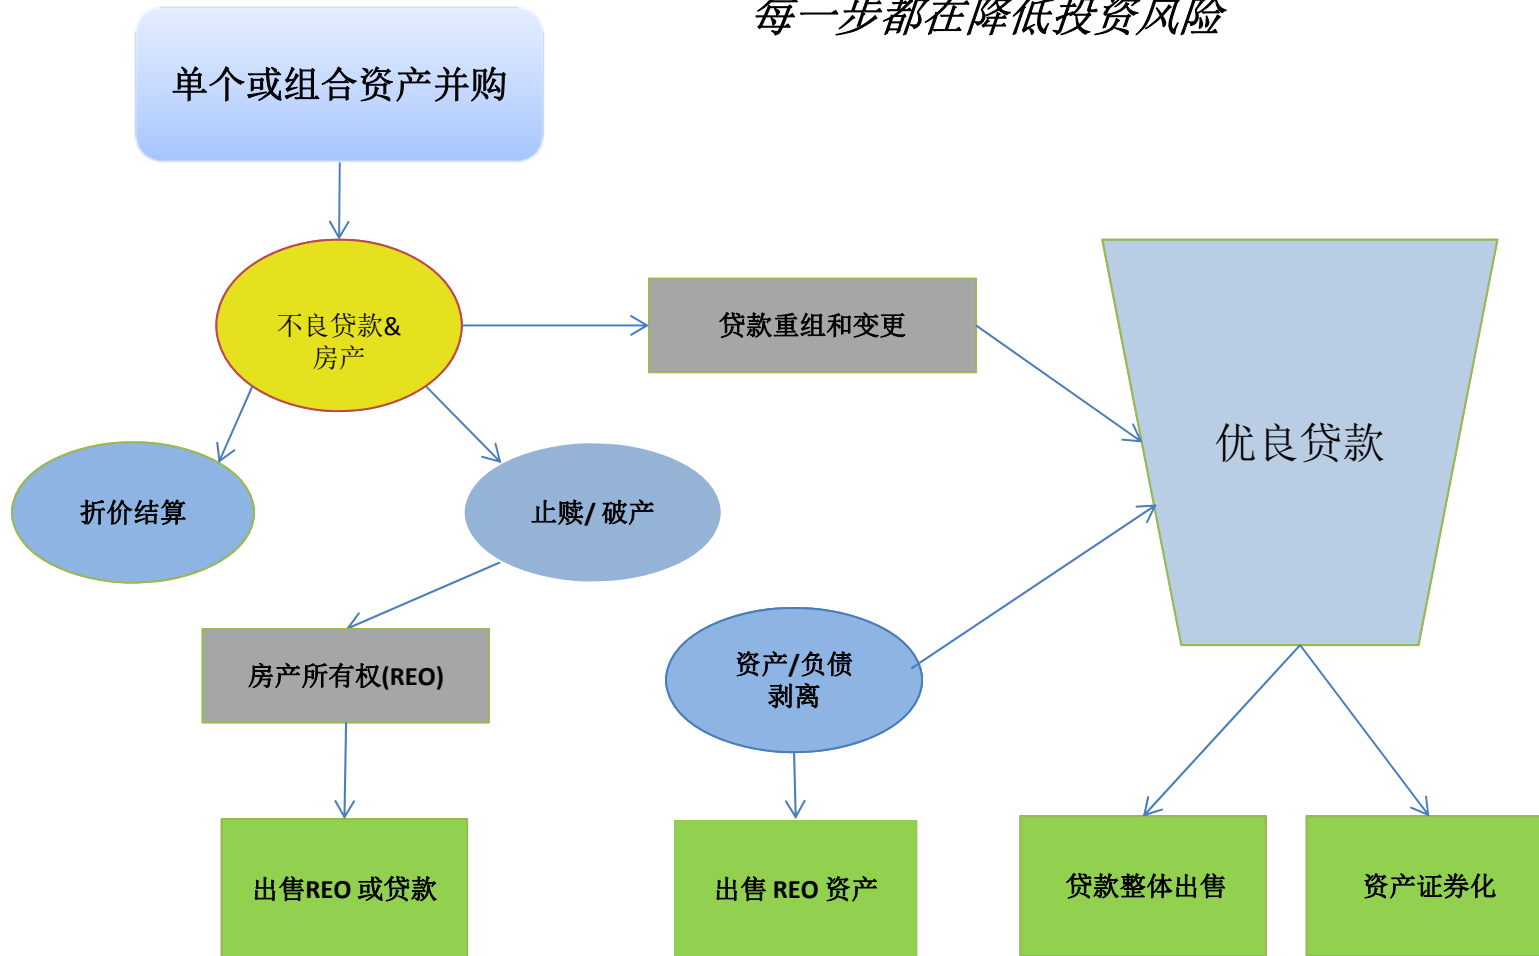 每一步都在降低投资风险
单个或组合资产并购
不良贷款&
房产
贷款重组和变更
优良贷款
折价结算
止赎/ 破产
房产所有权(REO)
资产/负债
剥离
出售REO 或贷款
出售 REO 资产
贷款整体出售
资产证券化